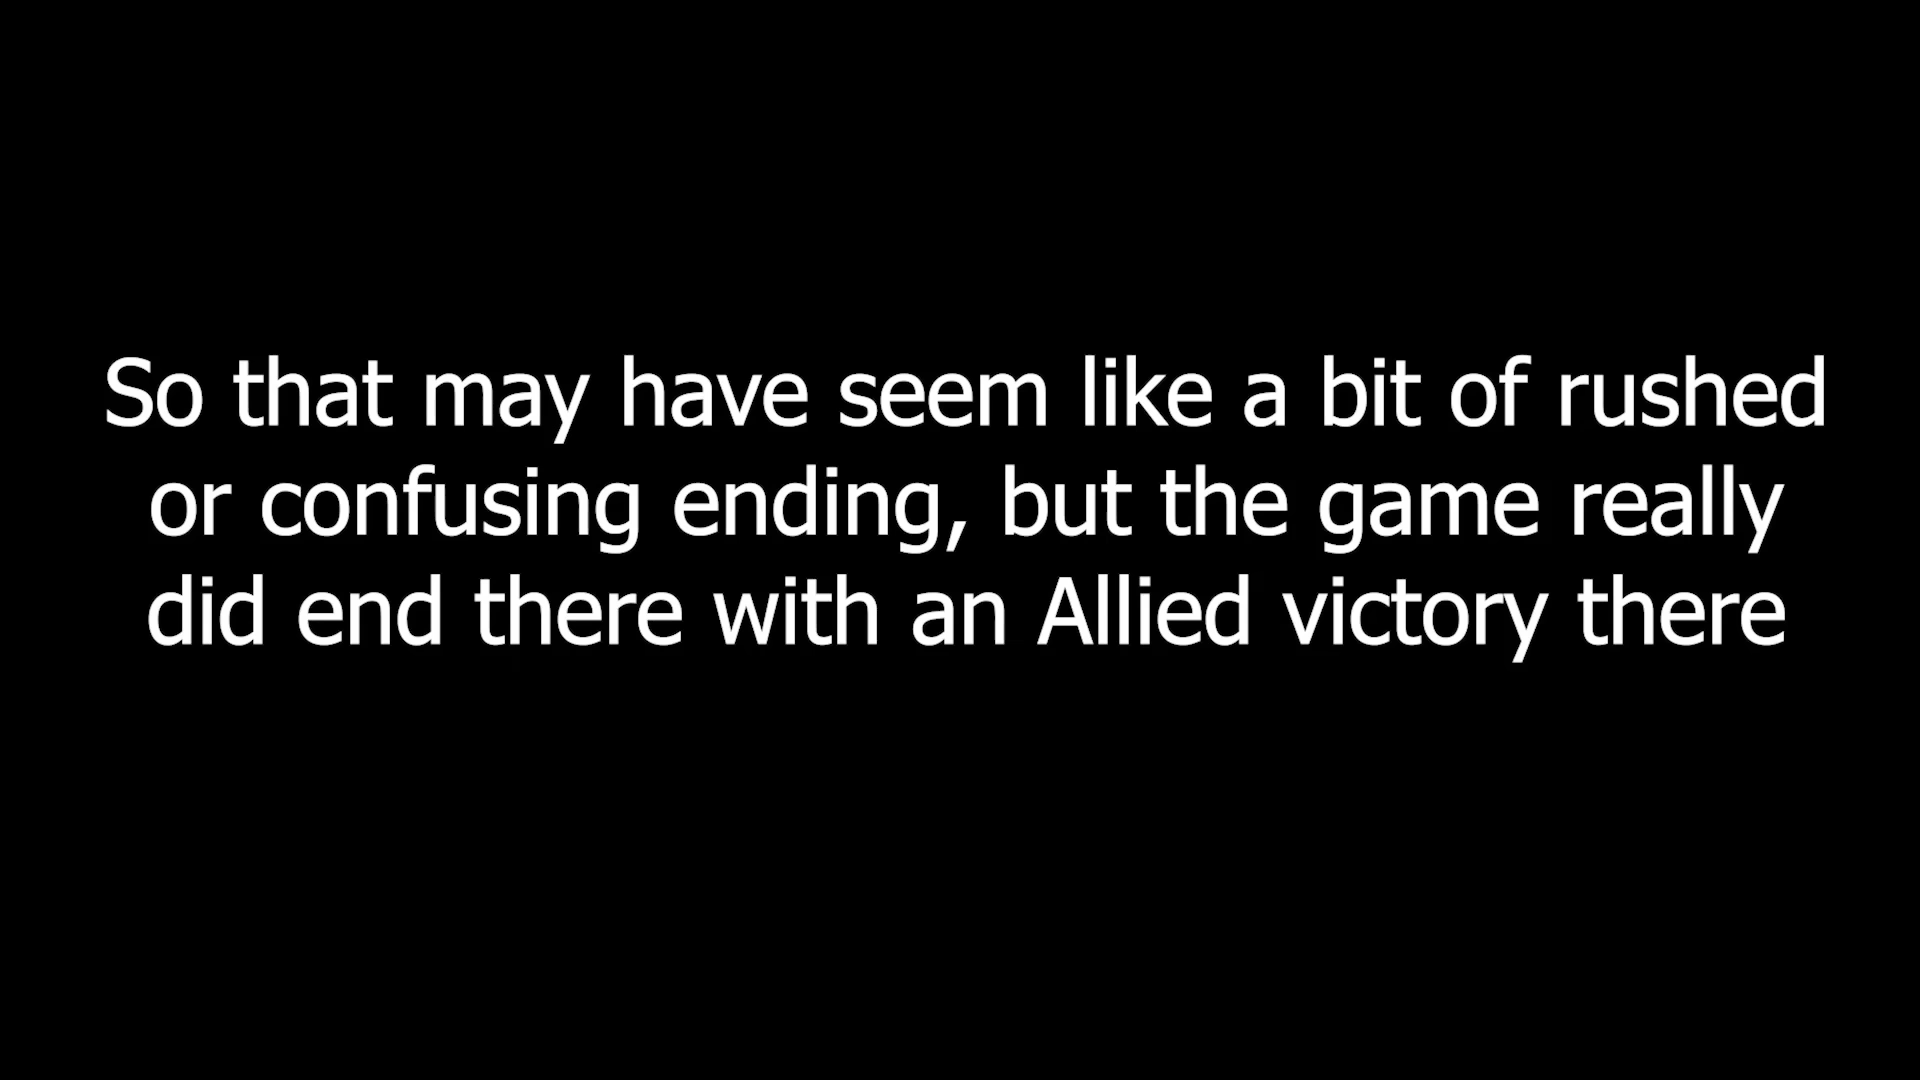 So that may have seem like a bit of rushed
or confusing ending, but the game really
did end there with an Allied victory there